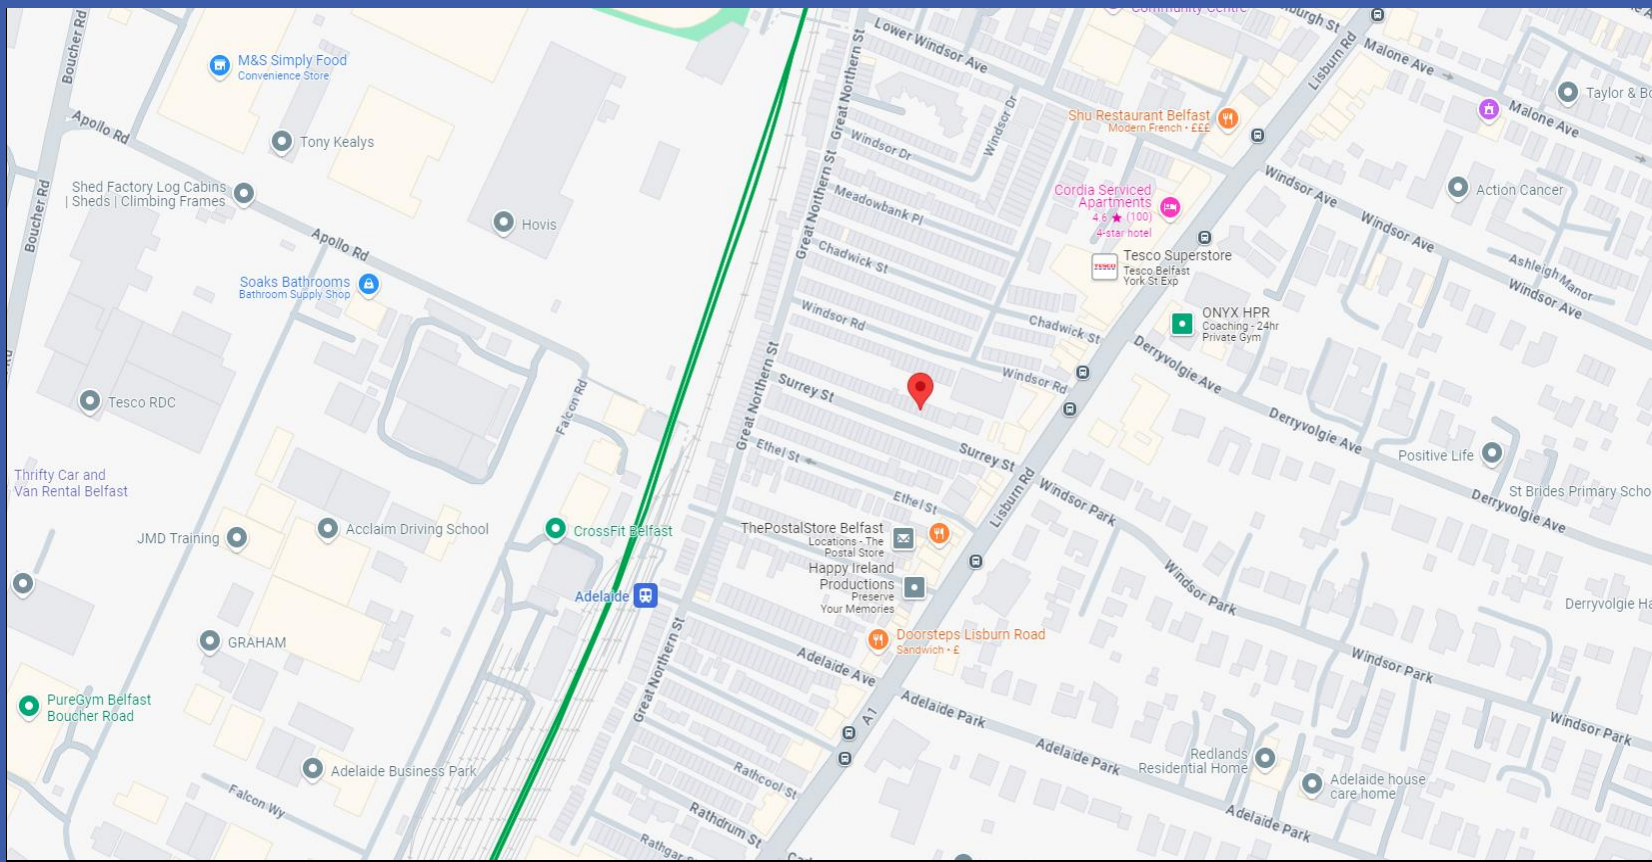 Community Centre
Boucher Rd
M&S Simply Food
Convenience Store
Apollo Rd
Tony Kealys
Shed Factory Log Cabins
| Sheds | Climbing Frames
Hovis
Boucher Rd
Apollo Rd
Soaks Bathrooms
Bathroom Supply Shop
Tesco RDC
Falcon Rd
Thrifty Car and
Van Rental Belfast
JMD Training
Acclaim Driving School
CrossFit Belfast
Adelaide
GRAHAM
PureGym Belfast
Boucher Road
Adelaide Business Park
Falcon Wy
Great Northern St
Lower Windsor Ave
Windsor Dr
Windsor Dr
Great Northern St
Meadowbank Pl
Chadwick St
Windsor Rd
Chadwick St
Windsor Rd
Great Northern St
Surrey St
Surrey St
Ethel St
Ethel St
Lisburn Rd
Malone Ave
Malone Ave
Taylor & Bo
Shu Restaurant Belfast
Modern French • £££
Cordia Serviced
Apartments
4.6 ★ (100)
4-star hotel
Tesco Superstore
Tesco Belfast
York St Exp
ONYX HPR
Coaching - 24hr
Private Gym
Windsor Ave
Windsor Ave
Windsor Ave
Action Cancer
Ashleigh Manor
Derryvolgie Ave
Derryvolgie Ave
Derryvolgie Ave
Positive Life
St Brides Primary Schoo
Lisburn Rd
Windsor Park
Windsor Park
Windsor Park
Windsor Park
Derryvolgie Ha
ThePostalStore Belfast
Locations - The
Postal Store
Happy Ireland
Productions
Preserve
Your Memories
Doorsteps Lisburn Road
Sandwich • £
Great Northern St
Adelaide Ave
A1
Adelaide Park
Adelaide Park
Adelaide Park
Redlands
Residential Home
Adelaide house
care home
Rathcool St
Rathdrum St